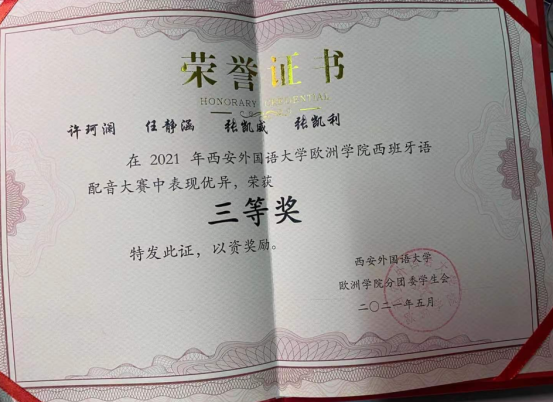 荣誉证书
HONORARY CREDENTIAL
许珂润 任静涵 张凯威 张凯利
在 2021 年西安外国语大学欧洲学院西班牙语
配音大赛中表现优异，荣获
三等奖
特发此证，以资奖励。
西安外国语大学
欧洲学院分团委学生会
二〇二一年五月